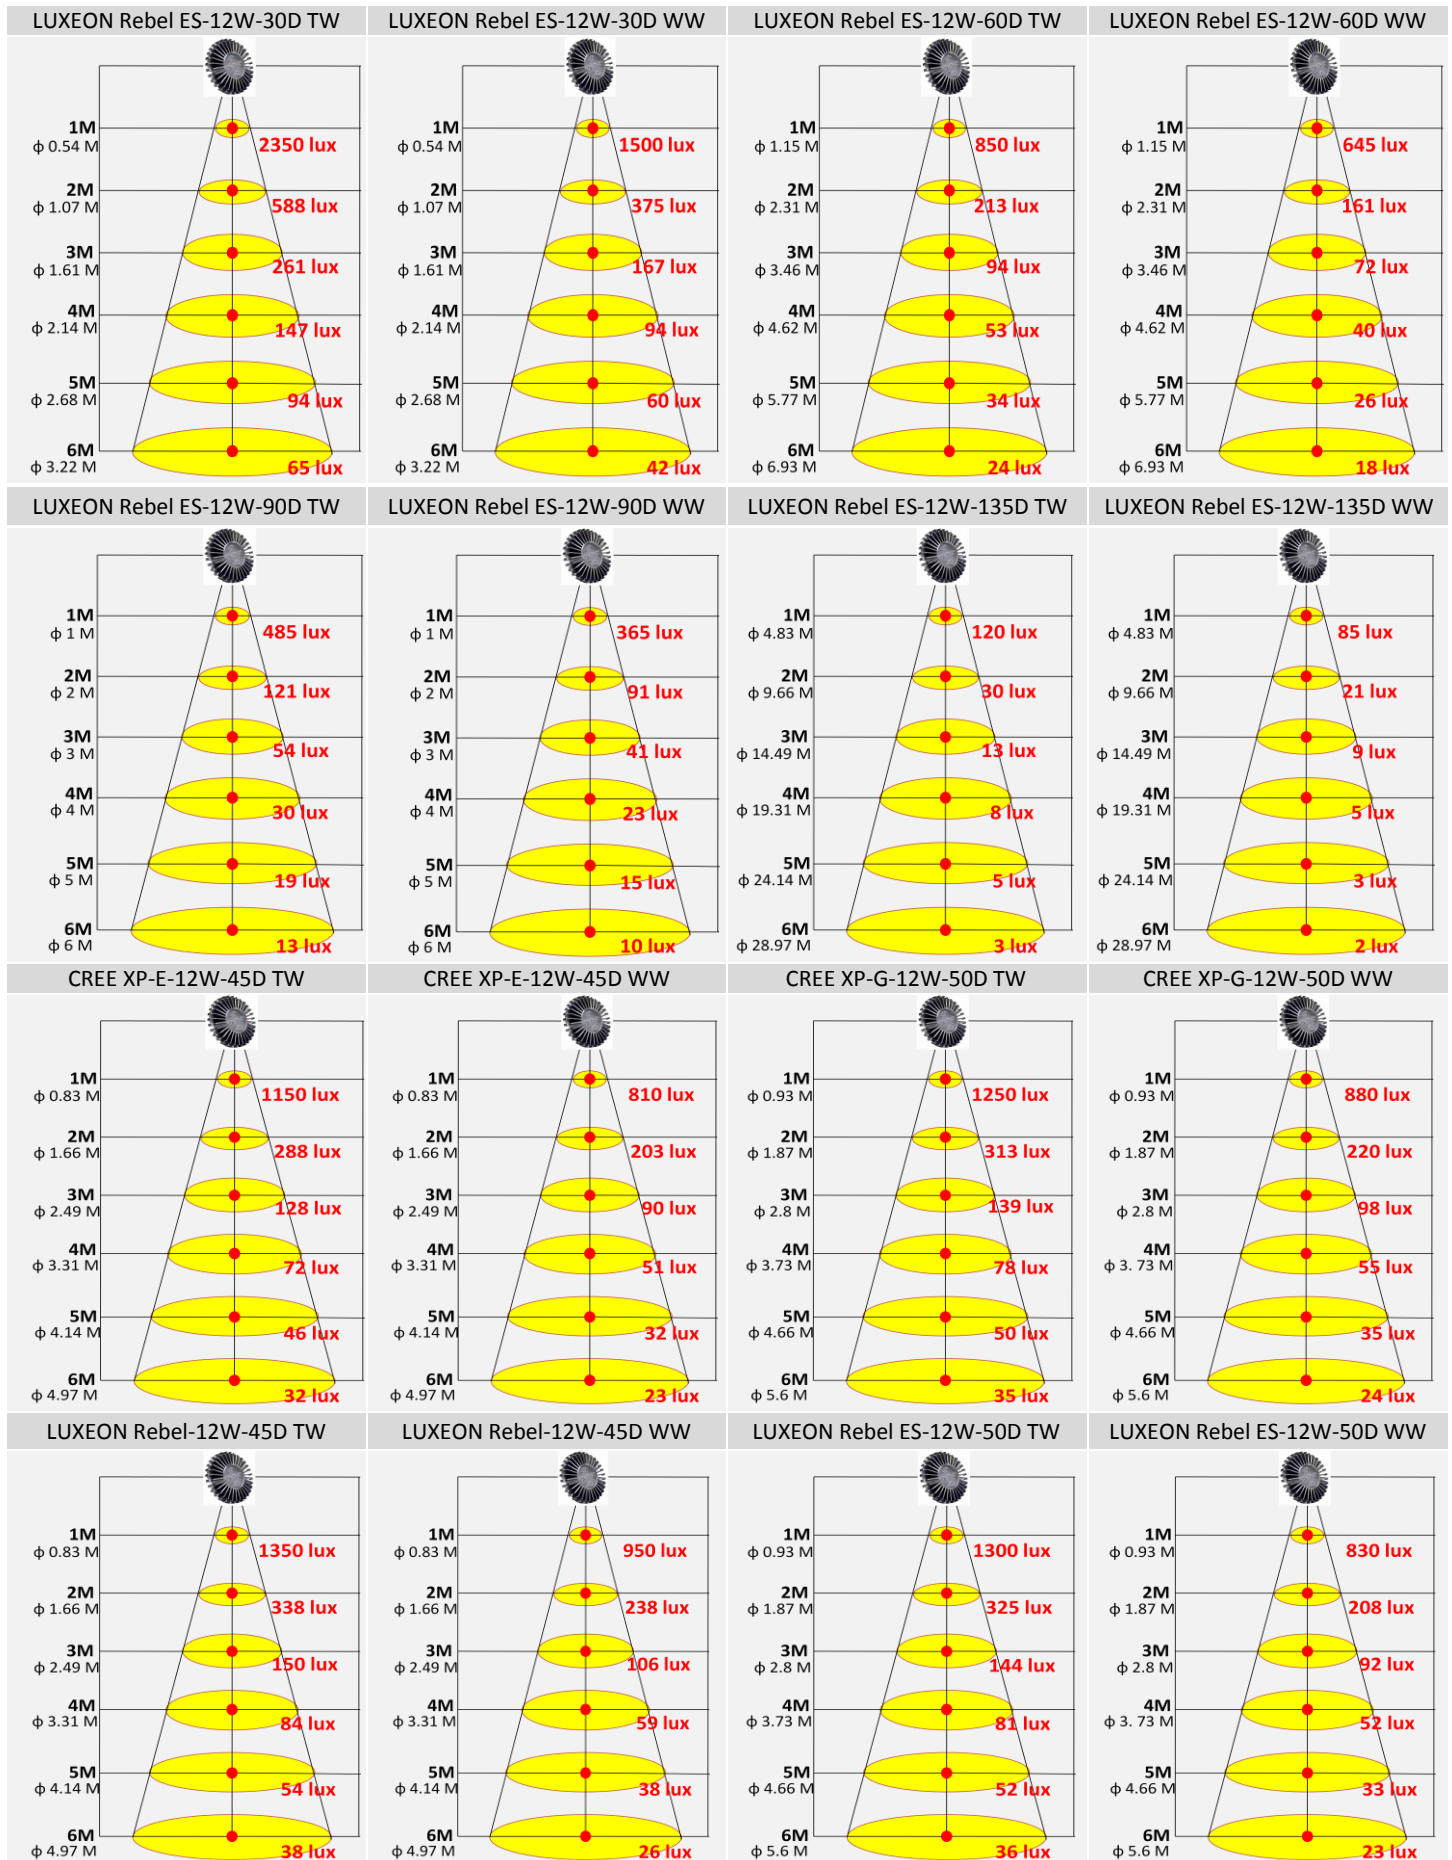 LUXEON Rebel ES-12W-30D TW
1M
φ 0.54 M
2350 lux
2M
φ 1.07 M
588 lux
3M
φ 1.61 M
261 lux
4M
φ 2.14 M
147 lux
5M
φ 2.68 M
94 lux
6M
φ 3.22 M
65 lux
LUXEON Rebel ES-12W-30D WW
1M
φ 0.54 M
1500 lux
2M
φ 1.07 M
375 lux
3M
φ 1.61 M
167 lux
4M
φ 2.14 M
94 lux
5M
φ 2.68 M
60 lux
6M
φ 3.22 M
42 lux
LUXEON Rebel ES-12W-60D TW
1M
φ 1.15 M
850 lux
2M
φ 2.31 M
213 lux
3M
φ 3.46 M
94 lux
4M
φ 4.62 M
53 lux
5M
φ 5.77 M
34 lux
6M
φ 6.93 M
24 lux
LUXEON Rebel ES-12W-60D WW
1M
φ 1.15 M
645 lux
2M
φ 2.31 M
161 lux
3M
φ 3.46 M
72 lux
4M
φ 4.62 M
40 lux
5M
φ 5.77 M
26 lux
6M
φ 6.93 M
18 lux
LUXEON Rebel ES-12W-90D TW
1M
φ 1 M
485 lux
2M
φ 2 M
121 lux
3M
φ 3 M
54 lux
4M
φ 4 M
30 lux
5M
φ 5 M
19 lux
6M
φ 6 M
13 lux
LUXEON Rebel ES-12W-90D WW
1M
φ 1 M
365 lux
2M
φ 2 M
91 lux
3M
φ 3 M
41 lux
4M
φ 4 M
23 lux
5M
φ 5 M
15 lux
6M
φ 6 M
10 lux
LUXEON Rebel ES-12W-135D TW
1M
φ 4.83 M
120 lux
2M
φ 9.66 M
30 lux
3M
φ 14.49 M
13 lux
4M
φ 19.31 M
8 lux
5M
φ 24.14 M
5 lux
6M
φ 28.97 M
3 lux
LUXEON Rebel ES-12W-135D WW
1M
φ 4.83 M
85 lux
2M
φ 9.66 M
21 lux
3M
φ 14.49 M
9 lux
4M
φ 19.31 M
5 lux
5M
φ 24.14 M
3 lux
6M
φ 28.97 M
2 lux
CREE XP-E-12W-45D TW
1M
φ 0.83 M
1150 lux
2M
φ 1.66 M
288 lux
3M
φ 2.49 M
128 lux
4M
φ 3.31 M
72 lux
5M
φ 4.14 M
46 lux
6M
φ 4.97 M
32 lux
CREE XP-E-12W-45D WW
1M
φ 0.83 M
810 lux
2M
φ 1.66 M
203 lux
3M
φ 2.49 M
90 lux
4M
φ 3.31 M
51 lux
5M
φ 4.14 M
32 lux
6M
φ 4.97 M
23 lux
CREE XP-G-12W-50D TW
1M
φ 0.93 M
1250 lux
2M
φ 1.87 M
313 lux
3M
φ 2.8 M
139 lux
4M
φ 3.73 M
78 lux
5M
φ 4.66 M
50 lux
6M
φ 5.6 M
35 lux
CREE XP-G-12W-50D WW
1M
φ 0.93 M
880 lux
2M
φ 1.87 M
220 lux
3M
φ 2.8 M
98 lux
4M
φ 3. 73 M
55 lux
5M
φ 4.66 M
35 lux
6M
φ 5.6 M
24 lux
LUXEON Rebel-12W-45D TW
1M
φ 0.83 M
1350 lux
2M
φ 1.66 M
338 lux
3M
φ 2.49 M
150 lux
4M
φ 3.31 M
84 lux
5M
φ 4.14 M
54 lux
6M
φ 4.97 M
38 lux
LUXEON Rebel-12W-45D WW
1M
φ 0.83 M
950 lux
2M
φ 1.66 M
238 lux
3M
φ 2.49 M
106 lux
4M
φ 3.31 M
59 lux
5M
φ 4.14 M
38 lux
6M
φ 4.97 M
26 lux
LUXEON Rebel ES-12W-50D TW
1M
φ 0.93 M
1300 lux
2M
φ 1.87 M
325 lux
3M
φ 2.8 M
144 lux
4M
φ 3.73 M
81 lux
5M
φ 4.66 M
52 lux
6M
φ 5.6 M
36 lux
LUXEON Rebel ES-12W-50D WW
1M
φ 0.93 M
830 lux
2M
φ 1.87 M
208 lux
3M
φ 2.8 M
92 lux
4M
φ 3. 73 M
52 lux
5M
φ 4.66 M
33 lux
6M
φ 5.6 M
23 lux